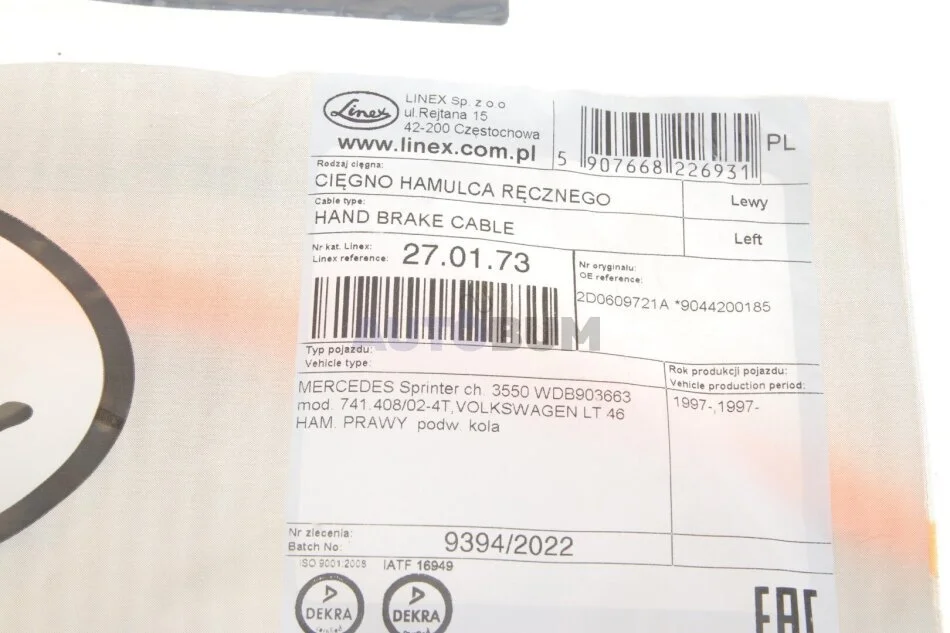 Linex
LINEX Sp. z o o
ul.Rejtana 15
42-200 Częstochowa
www.linex.com.pl
5 907668 226931
PL
Rodzaj cięgna:
CIĘGNO HAMULCA RĘCZNEGO
Lewy
Cable type:
HAND BRAKE CABLE
Left
Nr kat. Linex:
Linex reference: 27.01.73
Nr oryginału:
OE reference:
2D0609721A *9044200185
AUTOBUM
Typ pojazdu:
Vehicle type:
Rok produkcji pojazdu:
Vehicle production period:
MERCEDES Sprinter ch. 3550 WDB903663
mod. 741.408/02-4T,VOLKSWAGEN LT 46
HAM. PRAWY podw. kola
1997-,1997-
Nr zlecenia:
Batch No: 9394/2022
ISO 9001:2008 IATF 16949
DEKRA
DEKRA
EAC